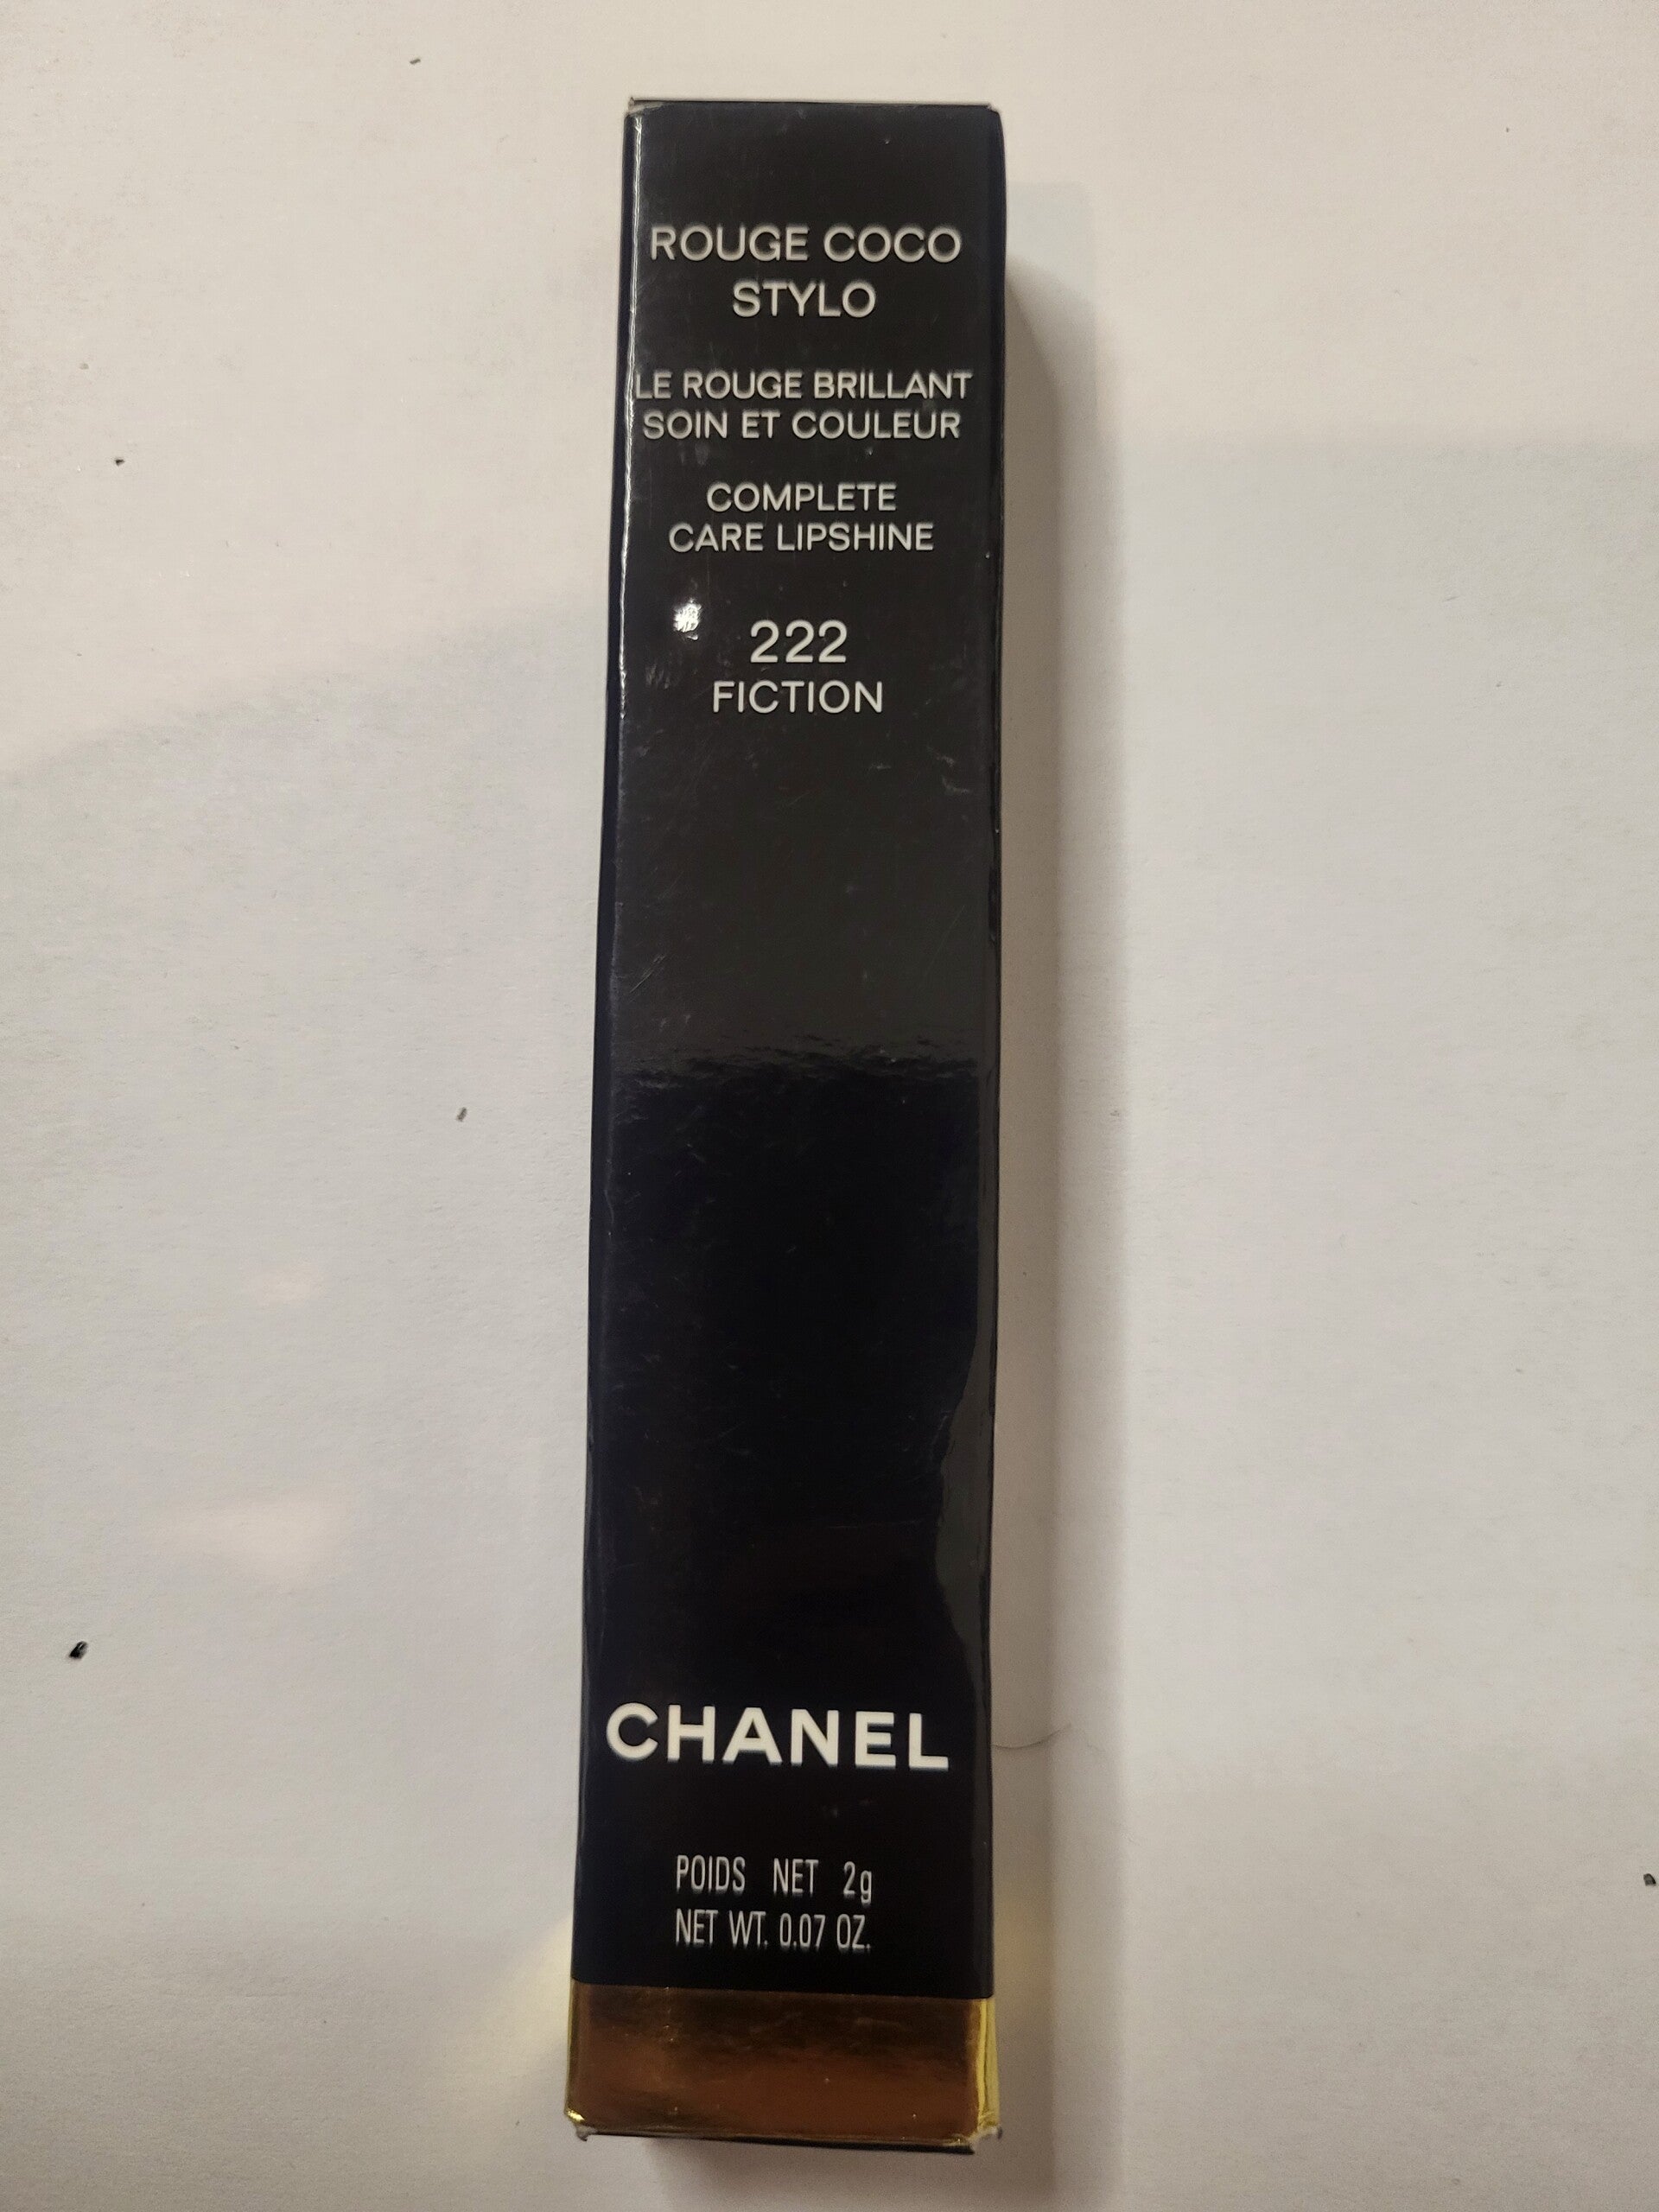 ROUGE COCO
STYLO
LE ROUGE BRILLANT
SOIN ET COULEUR
COMPLETE
CARE LIPSHINE
222
FICTION
CHANEL
POIDS NET 2g
NET WT. 0.07 OZ.